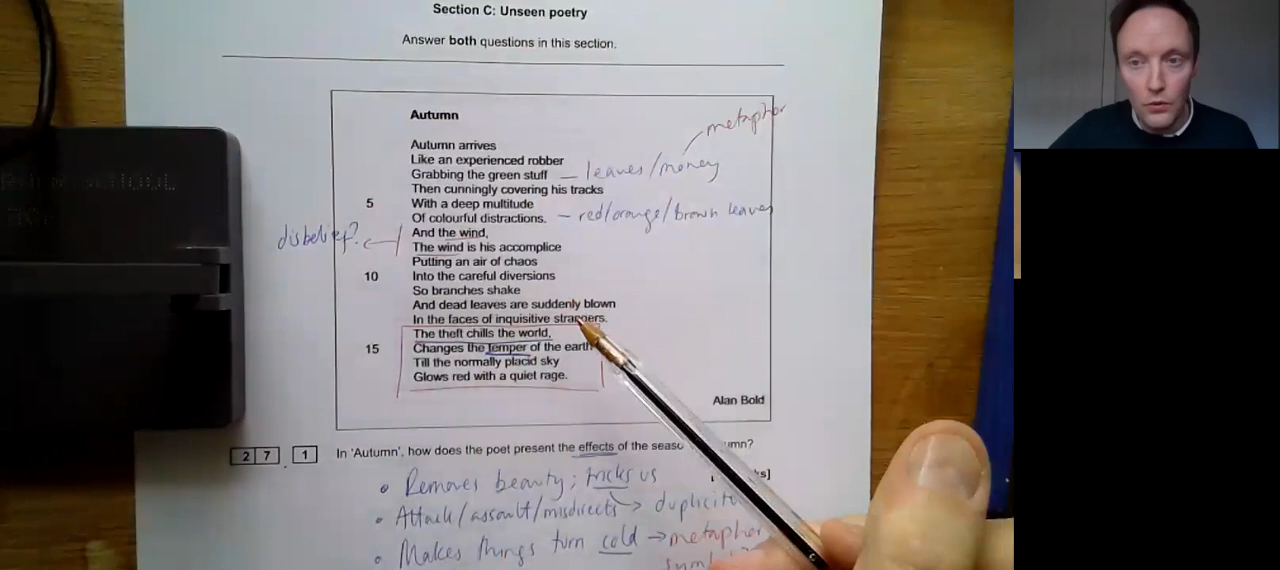 Section C: Unseen poetry
Answer both questions in this section.
Autumn
metaphor
Autumn arrives
Like an experienced robber
Grabbing the green stuff — leaves/money
Then cunningly covering his tracks
5 With a deep multitude
Of colourful distractions. – red/orange/brown leaves
And the wind,
disbelief?
The wind is his accomplice
Putting an air of chaos
10 Into the careful diversions
So branches shake
And dead leaves are suddenly blown
In the faces of inquisitive strangers.
The theft chills the world,
15 Changes the temper of the earth
Till the normally placid sky
Glows red with a quiet rage.
Alan Bold
2 7 . 1 In 'Autumn', how does the poet present the effects of the seas mn?
s]
• Removes beauty; tricks us
• Attack/assault/misdirects → duplicit
• Makes things turn cold → metaphor